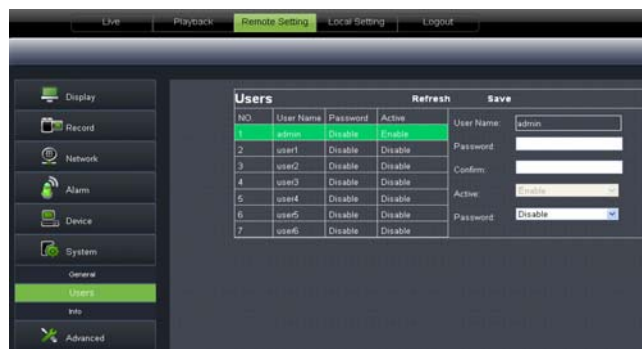 Live Playback Remote Setting Local Setting Logout
Display
Record
Network
Alarm
Device
System
General
Users
Info
Advanced
Users Refresh Save
NO. User Name Password Active
1 admin Disable Enable
2 user1 Disable Disable
3 user2 Disable Disable
4 user3 Disable Disable
5 user4 Disable Disable
6 user5 Disable Disable
7 user6 Disable Disable
User Name: admin
Password:
Confirm:
Active: Enable
Password: Disable